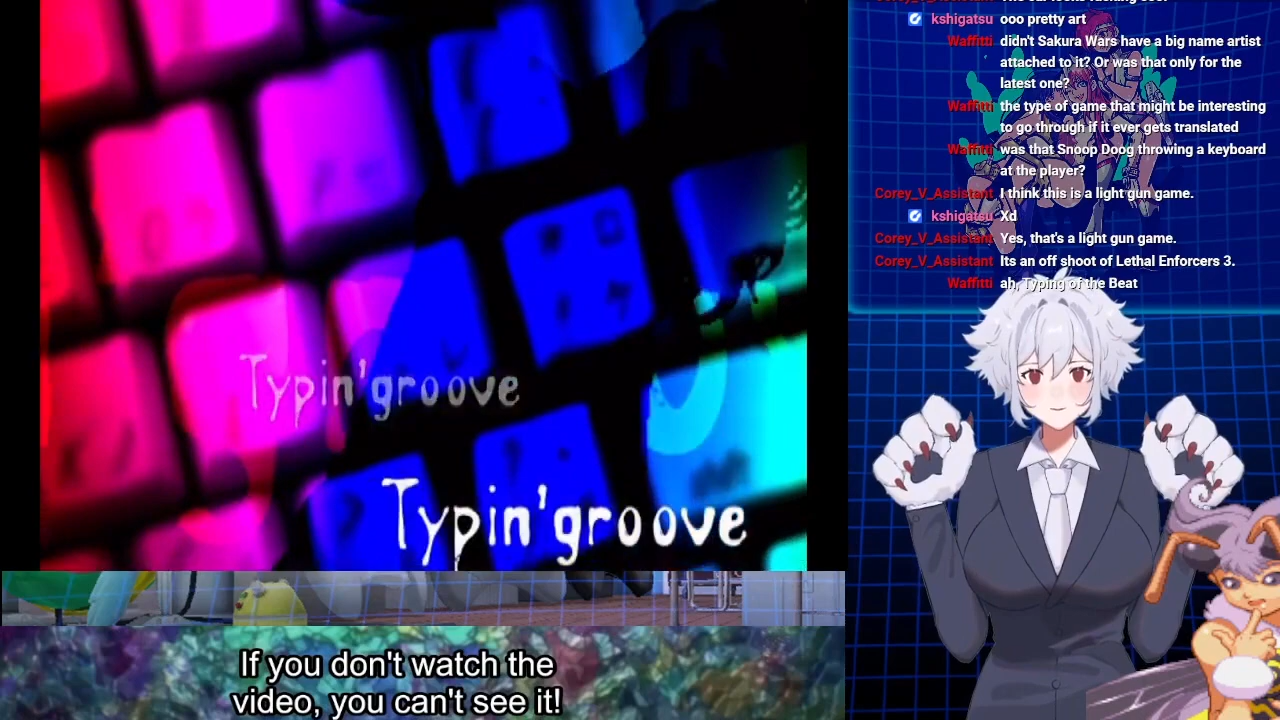 Typin'groove
Typin'groove
If you don't watch the
video, you can't see it!
kshigatsu ooo pretty art
Waffitti didn't Sakura Wars have a big name artist
attached to it? Or was that only for the
latest one?
Waffitti the type of game that might be interesting
to go through if it ever gets translated
Waffitti was that Snoop Doog throwing a keyboard
at the player?
Corey_V_Assistant I think this is a light gun game.
kshigatsu Xd
Corey_V_Assistant Yes, that's a light gun game.
Corey_V_Assistant Its an off shoot of Lethal Enforcers 3.
Waffitti ah, Typing of the Beat